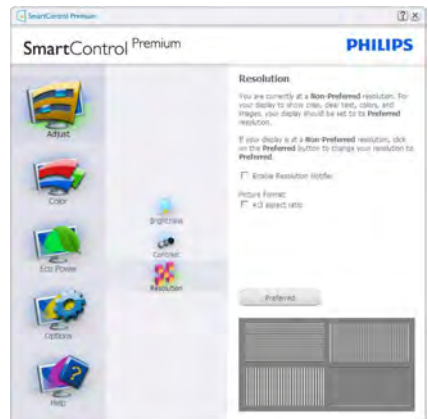 SmartControl Premium
SmartControl Premium
PHILIPS
Adjust
Color
Eco Power
Options
Help
Brightness
Contrast
Resolution
Resolution
You are currently at a Non-Preferred resolution. For
your display to show crisp, clear text, colors, and
images, your display should be set to its Preferred
resolution.
If your display is at a Non-Preferred resolution, click
on the Preferred button to change your resolution to
Preferred.
Enable Resolution Notifier
Picture Format
4:3 aspect ratio
Preferred